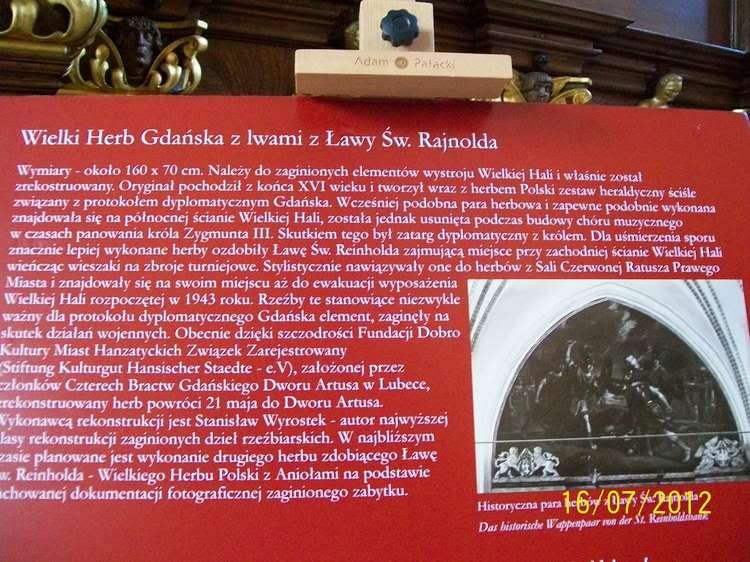 Adam Pałacki
Wielki Herb Gdańska z lwami z Ławy Św. Rajnolda
Wymiary - około 160 x 70 cm. Należy do zaginionych elementów wystroju Wielkiej Hali i właśnie został
zrekostruowany. Oryginał pochodził z końca XVI wieku i tworzył wraz z herbem Polski zestaw heraldyczny ściśle
związany z protokołem dyplomatycznym Gdańska. Wcześniej podobna para herbowa i zapewne podobnie wykonana
znajdowała się na północnej ścianie Wielkiej Hali, została jednak usunięta podczas budowy chóru muzycznego
w czasach panowania króla Zygmunta III. Skutkiem tego był zatarg dyplomatyczny z królem. Dla uśmierzenia sporu
znacznie lepiej wykonane herby ozdobiły Ławę Św. Reinholda zajmującą miejsce przy zachodniej ścianie Wielkiej Hali
wieńcząc wieszaki na zbroje turniejowe. Stylistycznie nawiązywały one do herbów z Sali Czerwonej Ratusza Prawego
Miasta i znajdowały się na swoim miejscu aż do ewakuacji wyposażenia
Wielkiej Hali rozpoczętej w 1943 roku. Rzeźby te stanowiące niezwykle
ważny dla protokołu dyplomatycznego Gdańska element, zaginęły na
skutek działań wojennych. Obecnie dzięki szczodrości Fundacji Dobro
Kultury Miast Hanzatyckich Związek Zarejestrowany
(Stiftung Kulturgut Hansischer Staedte - e.V), założonej przez
członków Czterech Bractw Gdańskiego Dworu Artusa w Lubece,
zrekonstruowany herb powróci 21 maja do Dworu Artusa.
Wykonawcą rekonstrukcji jest Stanisław Wyrostek - autor najwyższej
klasy rekonstrukcji zaginionych dzieł rzeźbiarskich. W najbliższym
czasie planowane jest wykonanie drugiego herbu zdobiącego Ławę
w. Reinholda - Wielkiego Herbu Polski z Aniołami na podstawie
achowanej dokumentacji fotograficznej zaginionego zabytku.
Historyczna para herbów z Ławy Św. Rajnolda
Das historische Wappenpaar von der St. Reinholdsbank
16/07/2012